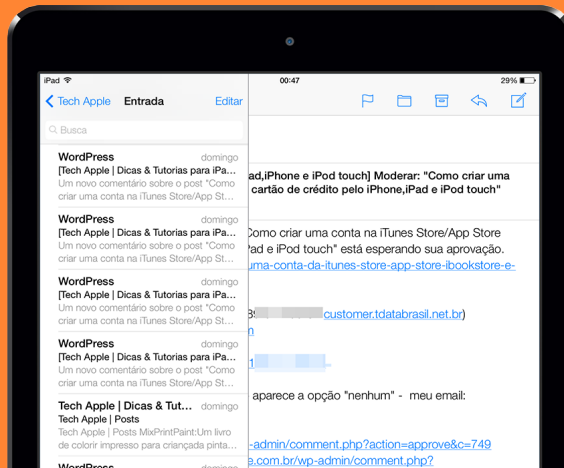 iPad
00:47
29%
Tech Apple
Entrada
Editar
Busca
WordPress domingo
[Tech Apple | Dicas & Tutorias para iPa...
Um novo comentário sobre o post "Como
criar uma conta na iTunes Store/App St...
WordPress domingo
[Tech Apple | Dicas & Tutorias para iPa...
Um novo comentário sobre o post "Como
criar uma conta na iTunes Store/App St...
WordPress domingo
[Tech Apple | Dicas & Tutorias para iPa...
Um novo comentário sobre o post "Como
criar uma conta na iTunes Store/App St...
WordPress domingo
[Tech Apple | Dicas & Tutorias para iPa...
Um novo comentário sobre o post "Como
criar uma conta na iTunes Store/App St...
Tech Apple | Dicas & Tut... domingo
Tech Apple | Posts
Tech Apple | Posts MixPrintPaint:Um livro
de colorir impresso para criançada pinta...
WordPress domingo
ad,iPhone e iPod touch] Moderar: "Como criar uma
cartão de crédito pelo iPhone,iPad e iPod touch"
Como criar uma conta na iTunes Store/App Store
Pad e iPod touch" está esperando sua aprovação.
uma-conta-da-itunes-store-app-store-ibookstore-e-
customer.tdatabrasil.net.br)
aparece a opção "nenhum" - meu email:
-admin/comment.php?action=approve&c=749
e.com.br/wp-admin/comment.php?